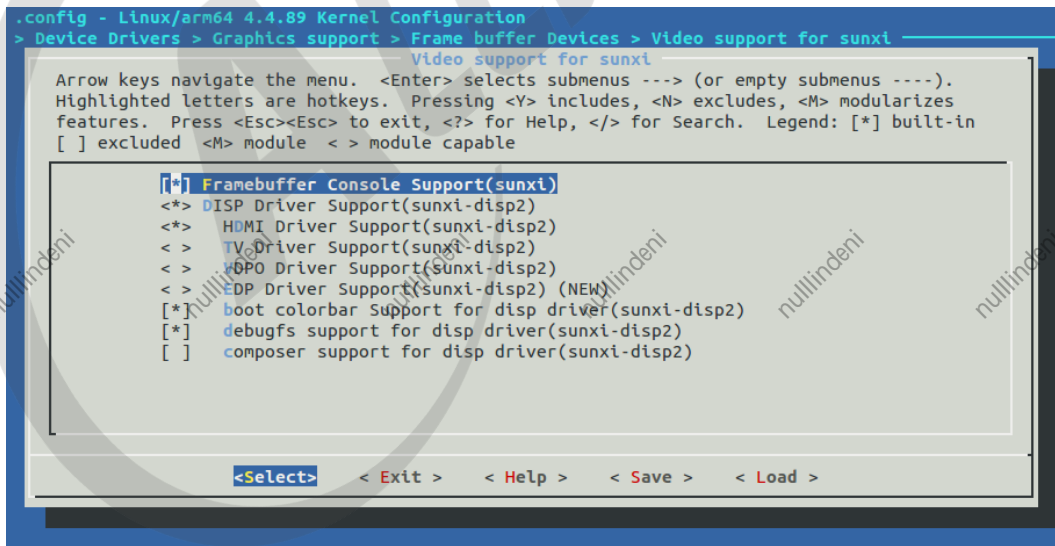 .config - Linux/arm64 4.4.89 Kernel Configuration
> Device Drivers > Graphics support > Frame buffer Devices > Video support for sunxi
Video support for sunxi
Arrow keys navigate the menu. <Enter> selects submenus ---> (or empty submenus ----).
Highlighted letters are hotkeys. Pressing <Y> includes, <N> excludes, <M> modularizes
features. Press <Esc><Esc> to exit, <?> for Help, </> for Search. Legend: [*] built-in
[ ] excluded <M> module < > module capable
[*] Framebuffer Console Support(sunxi)
<*> DISP Driver Support(sunxi-disp2)
<*> HDMI Driver Support(sunxi-disp2)
< > TV Driver Support(sunxi-disp2)
< > VDPO Driver Support(sunxi-disp2)
< > EDP Driver Support(sunxi-disp2) (NEW)
[*] boot colorbar Support for disp driver(sunxi-disp2)
[*] debugfs support for disp driver(sunxi-disp2)
[ ] composer support for disp driver(sunxi-disp2)
nulllindeni nulllindeni nulllindeni nulllindeni nulllindeni nulllindeni
<Select> < Exit > < Help > < Save > < Load >